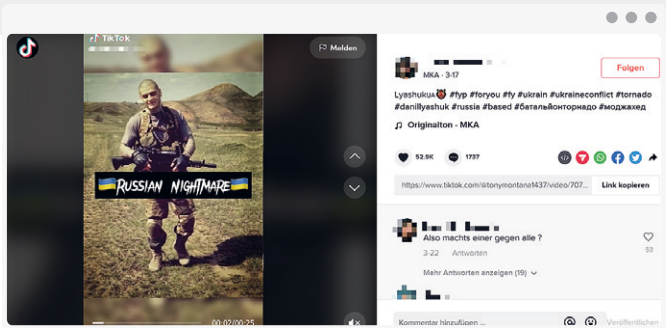 TikTok
Melden
RUSSIAN NIGHTMARE
00:02/00:25
Folgen
MKA · 3-17
Lyashukuᴀ👹 #fyp #foryou #fy #ukrain #ukraineconflict #tornado
#danillyashuk #russia #based #батальйонторнадо #моджахед
Originalton - MKA
52.9K
1737
https://www.tiktok.com/@tonymontana1437/video/707...
Link kopieren
Also machts einer gegen alle ?
3-22 Antworten
53
Mehr Antworten anzeigen (19)
Kommentar hinzufügen ...
Veröffentlichen